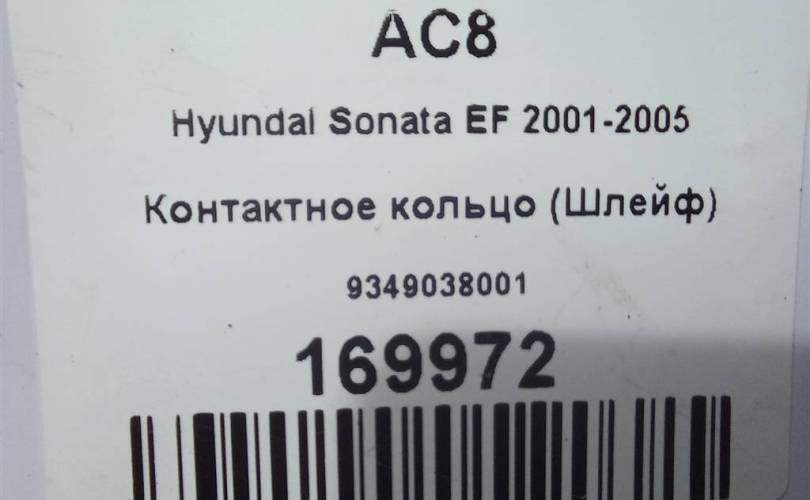 AC8
Hyundai Sonata EF 2001-2005
Контактное кольцо (Шлейф)
9349038001
169972